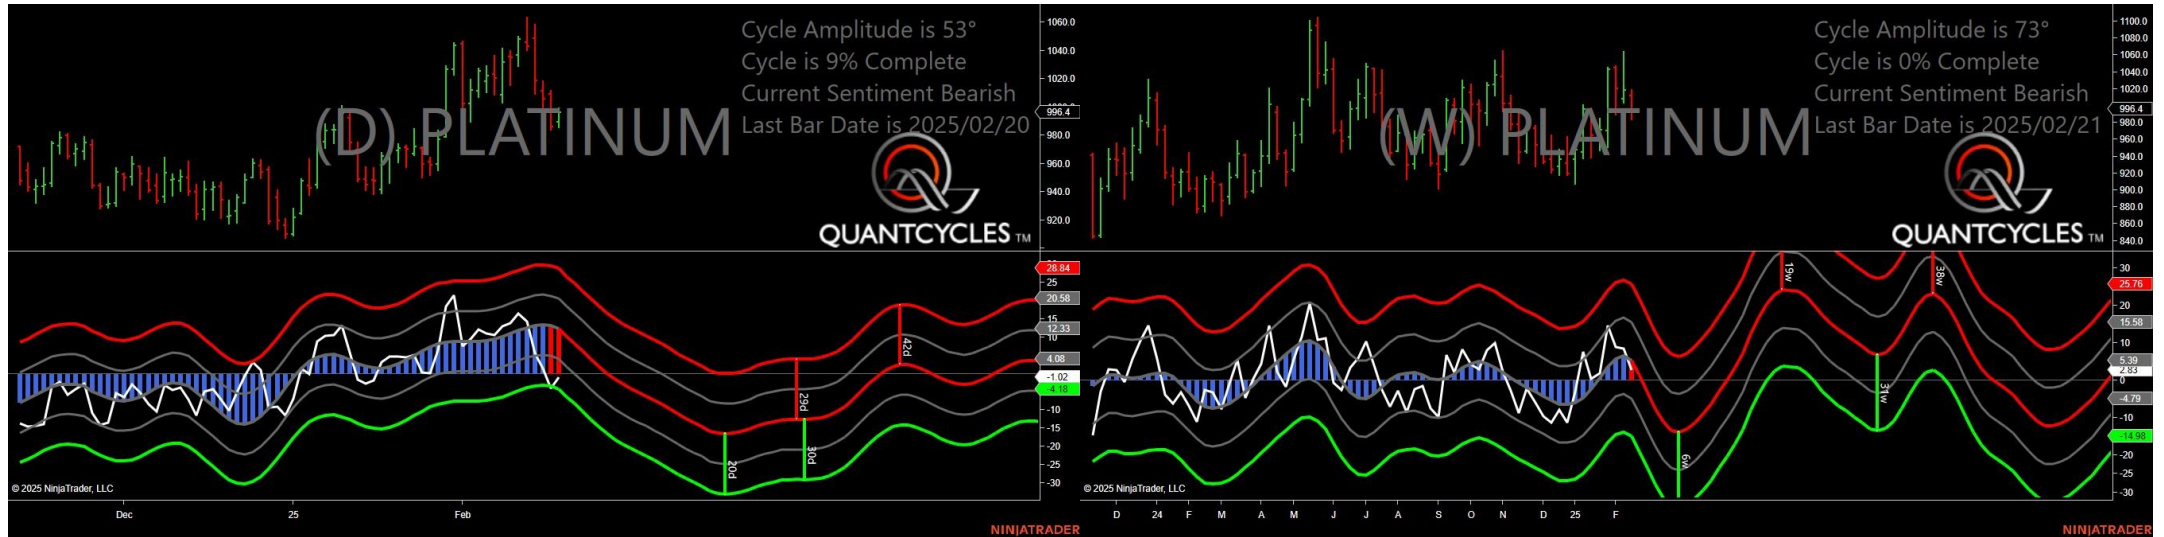 Cycle Amplitude is 53°
Cycle is 9% Complete
Current Sentiment Bearish
Last Bar Date is 2025/02/20
(D) PLATINUM
QUANTCYCLES TM
1060.0
1040.0
1020.0
996.4
980.0
960.0
940.0
920.0
28.84
25
20.58
15
12.33
10
4.08
-1.02
-4.18
-10
-15
-20
-25
-30
20d
29d
30d
42d
© 2025 NinjaTrader, LLC
Dec
25
Feb
NINJATRADER
Cycle Amplitude is 73°
Cycle is 0% Complete
Current Sentiment Bearish
Last Bar Date is 2025/02/21
(W) PLATINUM
QUANTCYCLES TM
1100.0
1080.0
1060.0
1040.0
1020.0
996.4
980.0
960.0
940.0
920.0
900.0
880.0
860.0
840.0
30
25.76
20
15.58
10
5.39
2.83
0
-4.79
-10
-14.98
-20
-25
-30
6w
19w
31w
38w
© 2025 NinjaTrader, LLC
D 24 F M A M J J A S O N D 25 F
NINJATRADER